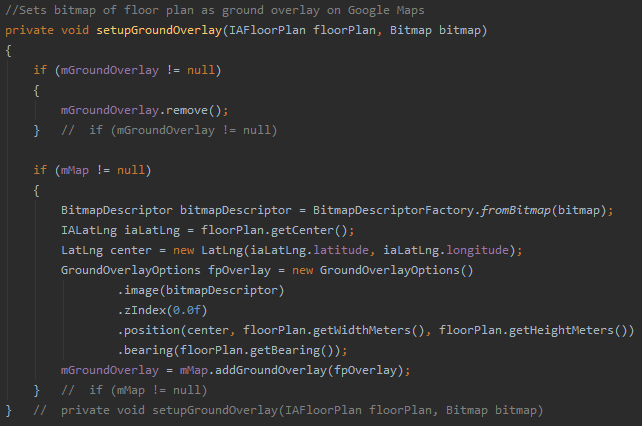 //Sets bitmap of floor plan as ground overlay on Google Maps
private void setupGroundOverlay(IAFloorPlan floorPlan, Bitmap bitmap)
{
    if (mGroundOverlay != null)
    {
        mGroundOverlay.remove();
    }   //  if (mGroundOverlay != null)

    if (mMap != null)
    {
        BitmapDescriptor bitmapDescriptor = BitmapDescriptorFactory.fromBitmap(bitmap);
        IALatLng iaLatLng = floorPlan.getCenter();
        LatLng center = new LatLng(iaLatLng.latitude, iaLatLng.longitude);
        GroundOverlayOptions fpOverlay = new GroundOverlayOptions()
                .image(bitmapDescriptor)
                .zIndex(0.0f)
                .position(center, floorPlan.getWidthMeters(), floorPlan.getHeightMeters())
                .bearing(floorPlan.getBearing());
        mGroundOverlay = mMap.addGroundOverlay(fpOverlay);
    }   //  if (mMap != null)
}   //  private void setupGroundOverlay(IAFloorPlan floorPlan, Bitmap bitmap)